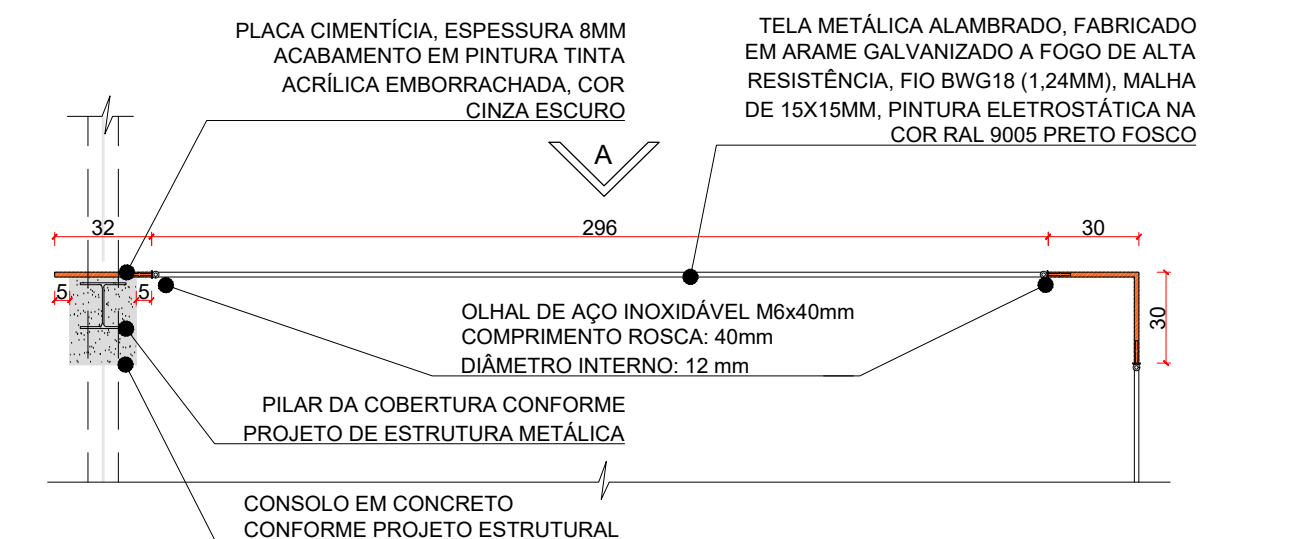 PLACA CIMENTÍCIA, ESPESSURA 8MM
ACABAMENTO EM PINTURA TINTA
ACRÍLICA EMBORRACHADA, COR
CINZA ESCURO
TELA METÁLICA ALAMBRADO, FABRICADO
EM ARAME GALVANIZADO A FOGO DE ALTA
RESISTÊNCIA, FIO BWG18 (1,24MM), MALHA
DE 15X15MM, PINTURA ELETROSTÁTICA NA
COR RAL 9005 PRETO FOSCO
A
32
296
30
5
5
30
OLHAL DE AÇO INOXIDÁVEL M6x40mm
COMPRIMENTO ROSCA: 40mm
DIÂMETRO INTERNO: 12 mm
PILAR DA COBERTURA CONFORME
PROJETO DE ESTRUTURA METÁLICA
CONSOLO EM CONCRETO
CONFORME PROJETO ESTRUTURAL